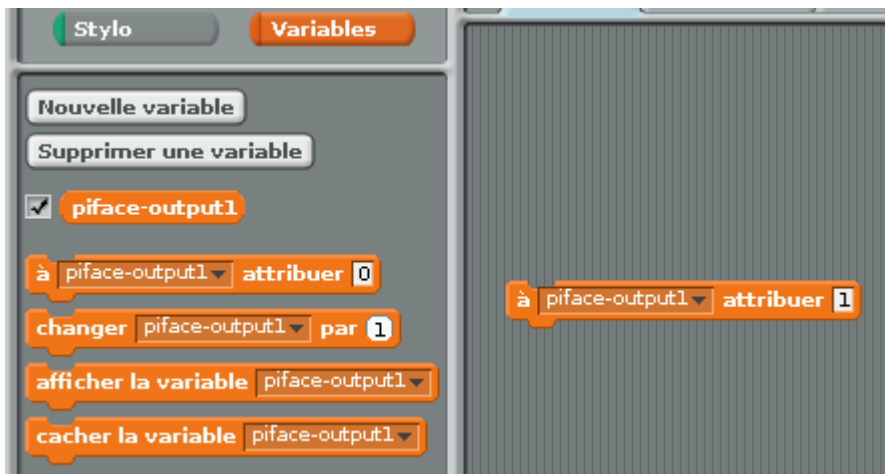 Stylo
Variables
Nouvelle variable
Supprimer une variable
piface-output1
à piface-output1 attribuer 0
changer piface-output1 par 1
afficher la variable piface-output1
cacher la variable piface-output1
à piface-output1 attribuer 1